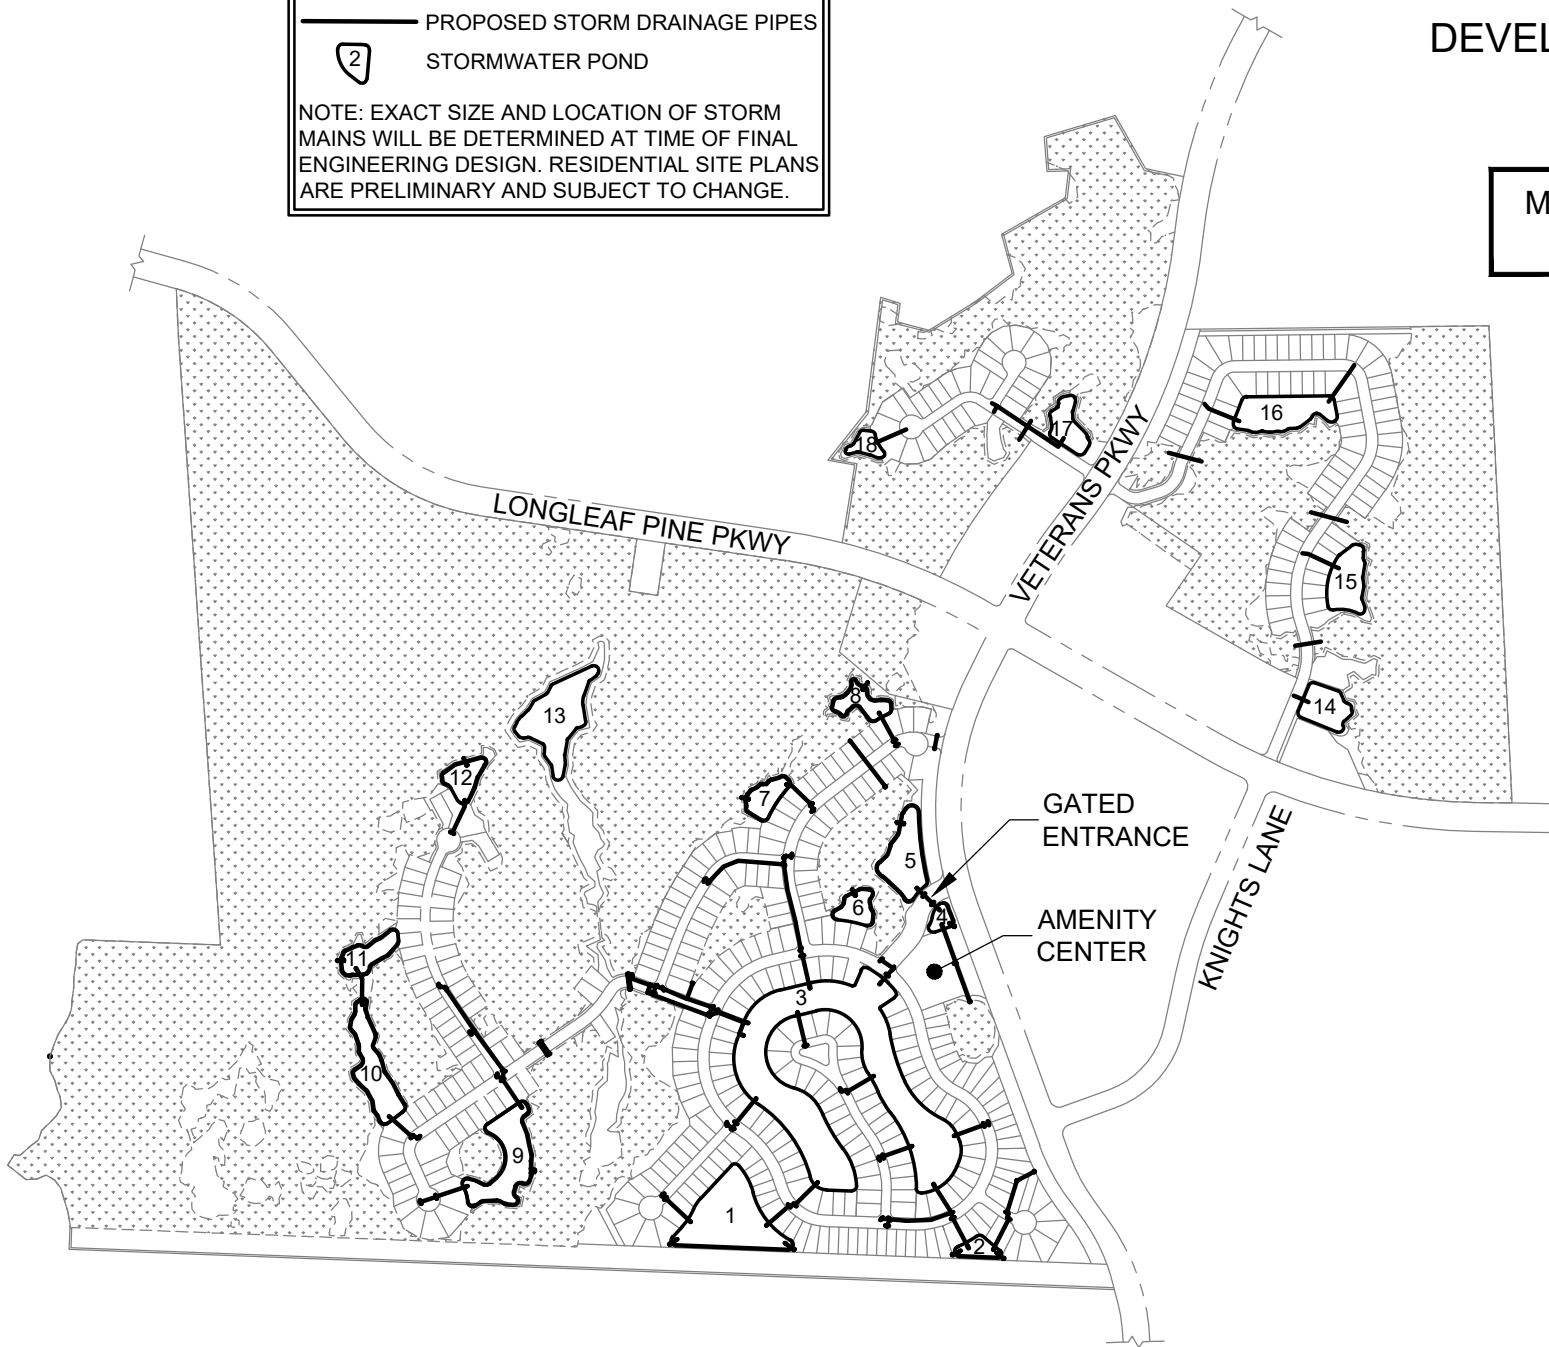 PROPOSED STORM DRAINAGE PIPES
2
STORMWATER POND
NOTE: EXACT SIZE AND LOCATION OF STORM
MAINS WILL BE DETERMINED AT TIME OF FINAL
ENGINEERING DESIGN. RESIDENTIAL SITE PLANS
ARE PRELIMINARY AND SUBJECT TO CHANGE.
DEVEL
M
16
17
18
LONGLEAF PINE PKWY
VETERANS PKWY
15
14
8
13
12
7
GATED
ENTRANCE
5
6
4
AMENITY
CENTER
KNIGHTS LANE
11
3
10
9
1
2